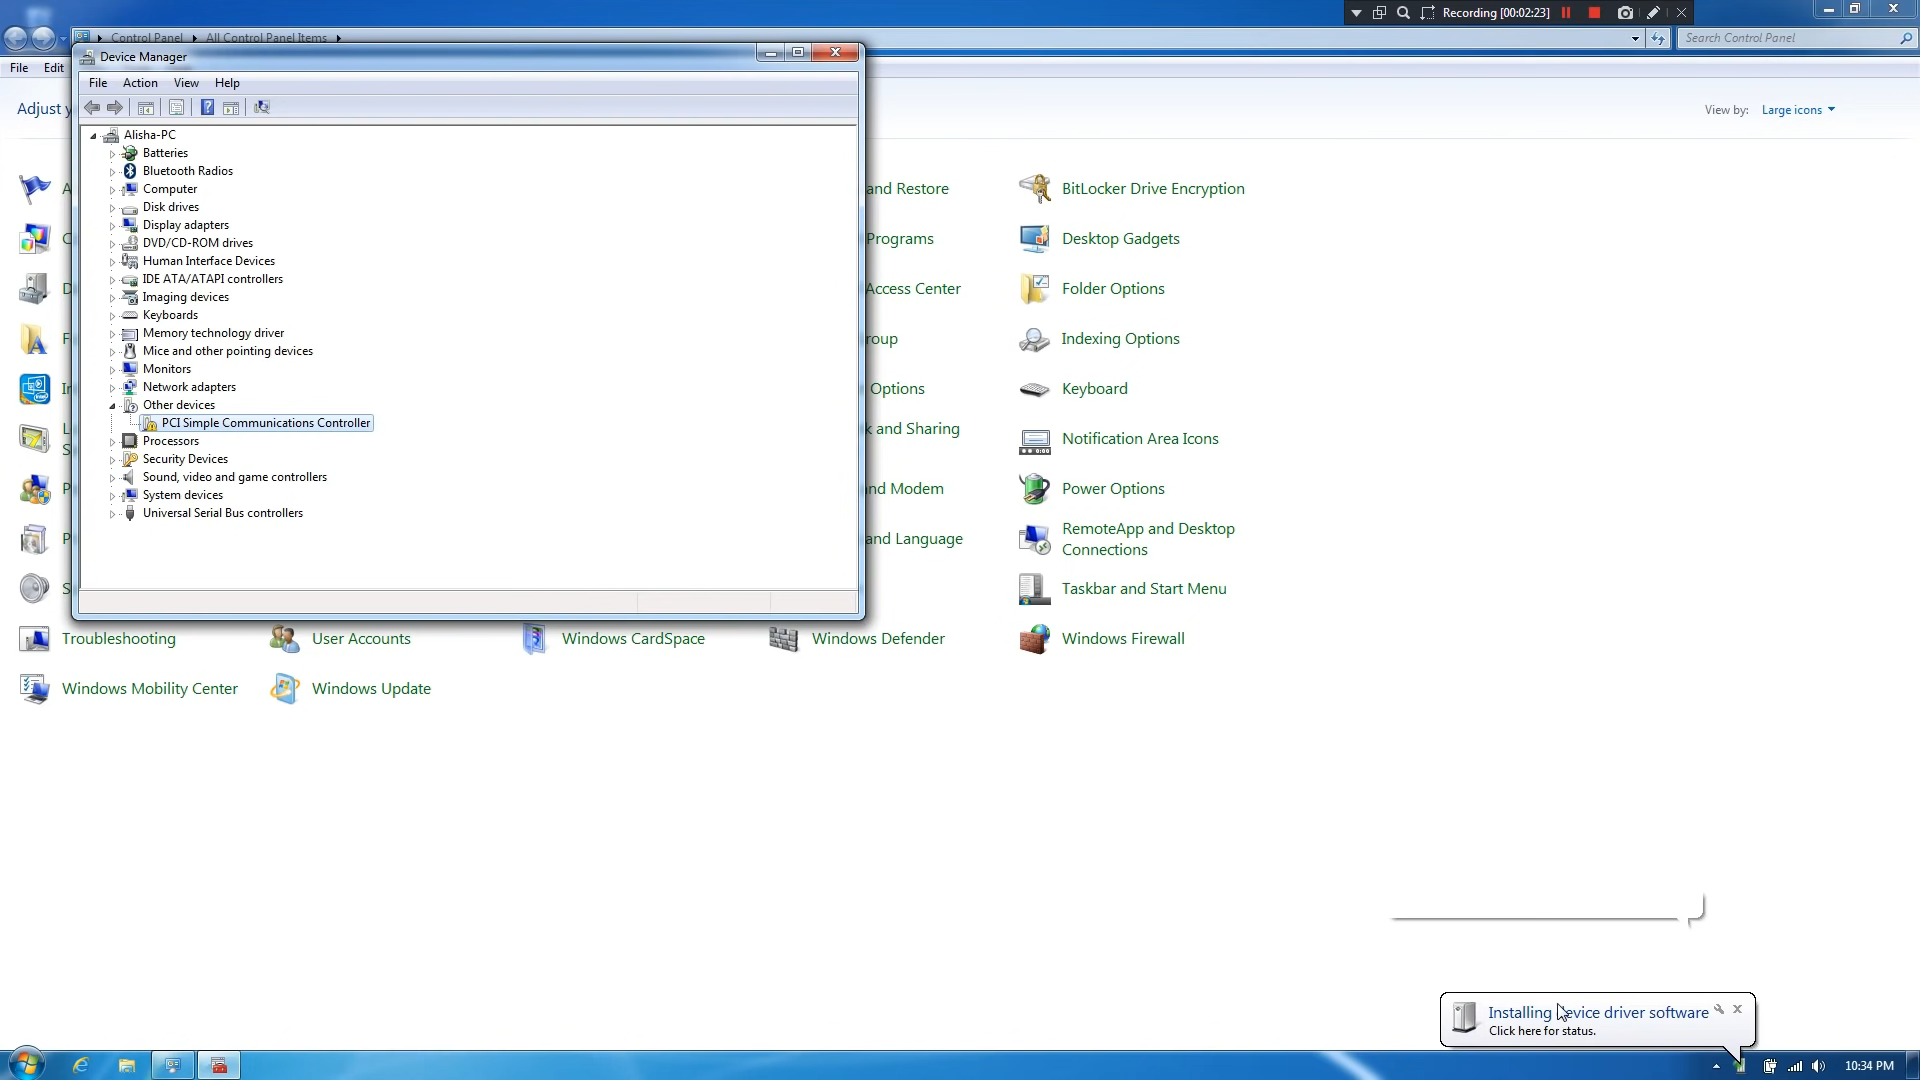 Recording [00:02:23]
Control Panel
All Control Panel Items
Search Control Panel
File
Edit
Adjust y
View by:
Large icons
Device Manager
File
Action
View
Help
Alisha-PC
Batteries
Bluetooth Radios
Computer
Disk drives
Display adapters
DVD/CD-ROM drives
Human Interface Devices
IDE ATA/ATAPI controllers
Imaging devices
Keyboards
Memory technology driver
Mice and other pointing devices
Monitors
Network adapters
Other devices
PCI Simple Communications Controller
Processors
Security Devices
Sound, video and game controllers
System devices
Universal Serial Bus controllers
and Restore
BitLocker Drive Encryption
Programs
Desktop Gadgets
Access Center
Folder Options
roup
Indexing Options
Options
Keyboard
k and Sharing
Notification Area Icons
nd Modem
Power Options
and Language
RemoteApp and Desktop
Connections
Taskbar and Start Menu
Troubleshooting
User Accounts
Windows CardSpace
Windows Defender
Windows Firewall
Windows Mobility Center
Windows Update
Installing device driver software
Click here for status.
10:34 PM